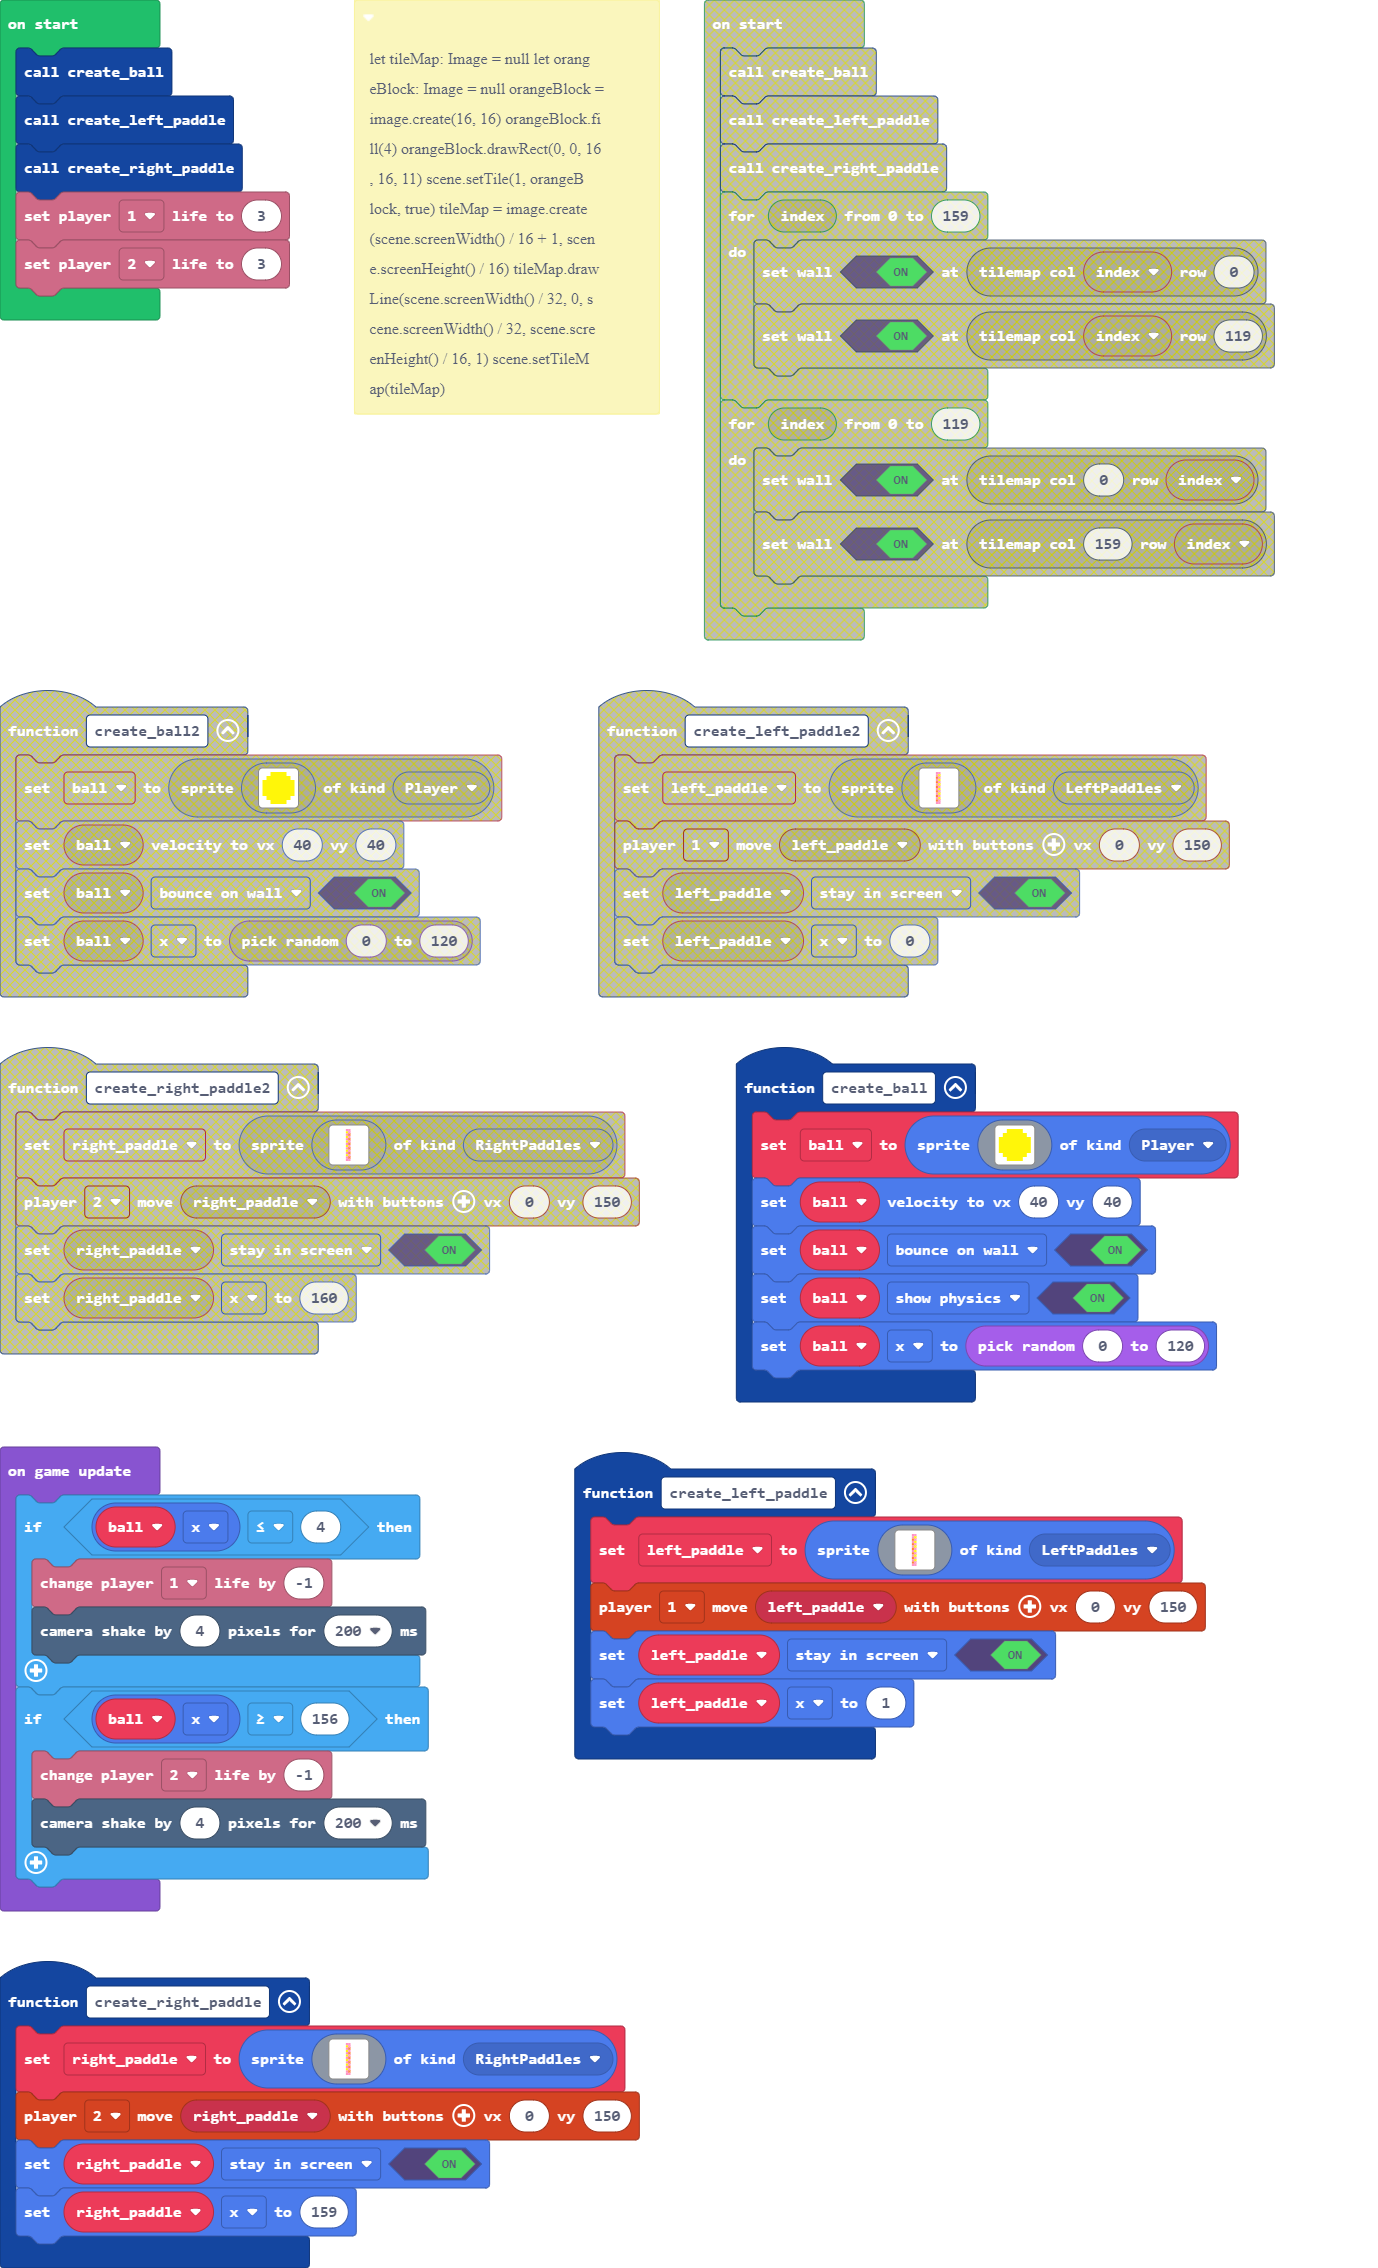 on start
call create_ball
call create_left_paddle
call create_right_paddle
set player 1 life to 3
set player 2 life to 3
let tileMap: Image = null let orang
eBlock: Image = null orangeBlock =
image.create(16, 16) orangeBlock.fi
ll(4) orangeBlock.drawRect(0, 0, 16
, 16, 11) scene.setTile(1, orangeB
lock, true) tileMap = image.create
(scene.screenWidth() / 16 + 1, scen
e.screenHeight() / 16) tileMap.draw
Line(scene.screenWidth() / 32, 0, s
cene.screenWidth() / 32, scene.scre
enHeight() / 16, 1) scene.setTileM
ap(tileMap)
on start
call create_ball
call create_left_paddle
call create_right_paddle
for index from 0 to 159
do
set wall ON at tilemap col index row 0
set wall ON at tilemap col index row 119
for index from 0 to 119
do
set wall ON at tilemap col 0 row index
set wall ON at tilemap col 159 row index
function create_ball2
set ball to sprite of kind Player
set ball velocity to vx 40 vy 40
set ball bounce on wall ON
set ball x to pick random 0 to 120
function create_left_paddle2
set left_paddle to sprite of kind LeftPaddles
player 1 move left_paddle with buttons vx 0 vy 150
set left_paddle stay in screen ON
set left_paddle x to 0
function create_right_paddle2
set right_paddle to sprite of kind RightPaddles
player 2 move right_paddle with buttons vx 0 vy 150
set right_paddle stay in screen ON
set right_paddle x to 160
function create_ball
set ball to sprite of kind Player
set ball velocity to vx 40 vy 40
set ball bounce on wall ON
set ball show physics ON
set ball x to pick random 0 to 120
on game update
if ball x ≤ 4 then
change player 1 life by -1
camera shake by 4 pixels for 200 ms
if ball x ≥ 156 then
change player 2 life by -1
camera shake by 4 pixels for 200 ms
function create_left_paddle
set left_paddle to sprite of kind LeftPaddles
player 1 move left_paddle with buttons vx 0 vy 150
set left_paddle stay in screen ON
set left_paddle x to 1
function create_right_paddle
set right_paddle to sprite of kind RightPaddles
player 2 move right_paddle with buttons vx 0 vy 150
set right_paddle stay in screen ON
set right_paddle x to 159